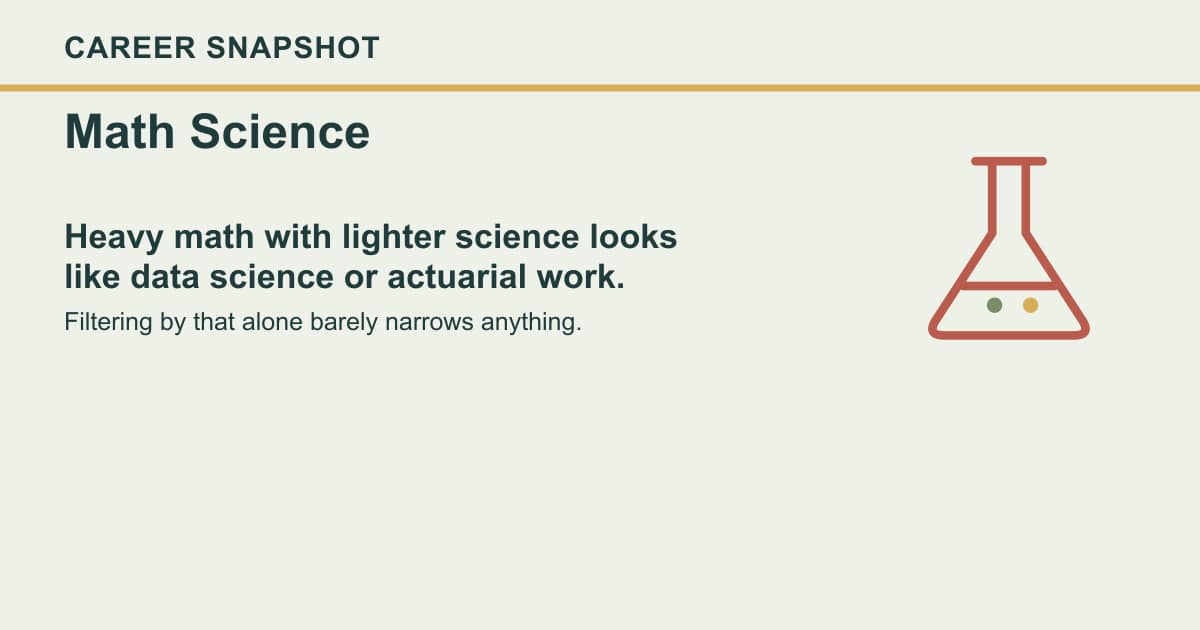 CAREER SNAPSHOT
Math Science
Heavy math with lighter science looks
like data science or actuarial work.
Filtering by that alone barely narrows anything.